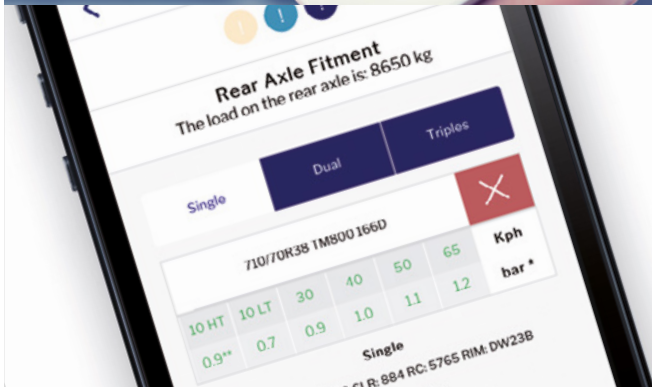 ! ! !
Rear Axle Fitment
The load on the rear axle is: 8650 kg
Single Dual Triples
710/70R38 TM800 166D
10 HT 10 LT 30 40 50 65 Kph
0.9** 0.7 0.9 1.0 1.1 1.2 bar *
Single
SLR: 884 RC: 5765 RIM: DW23B